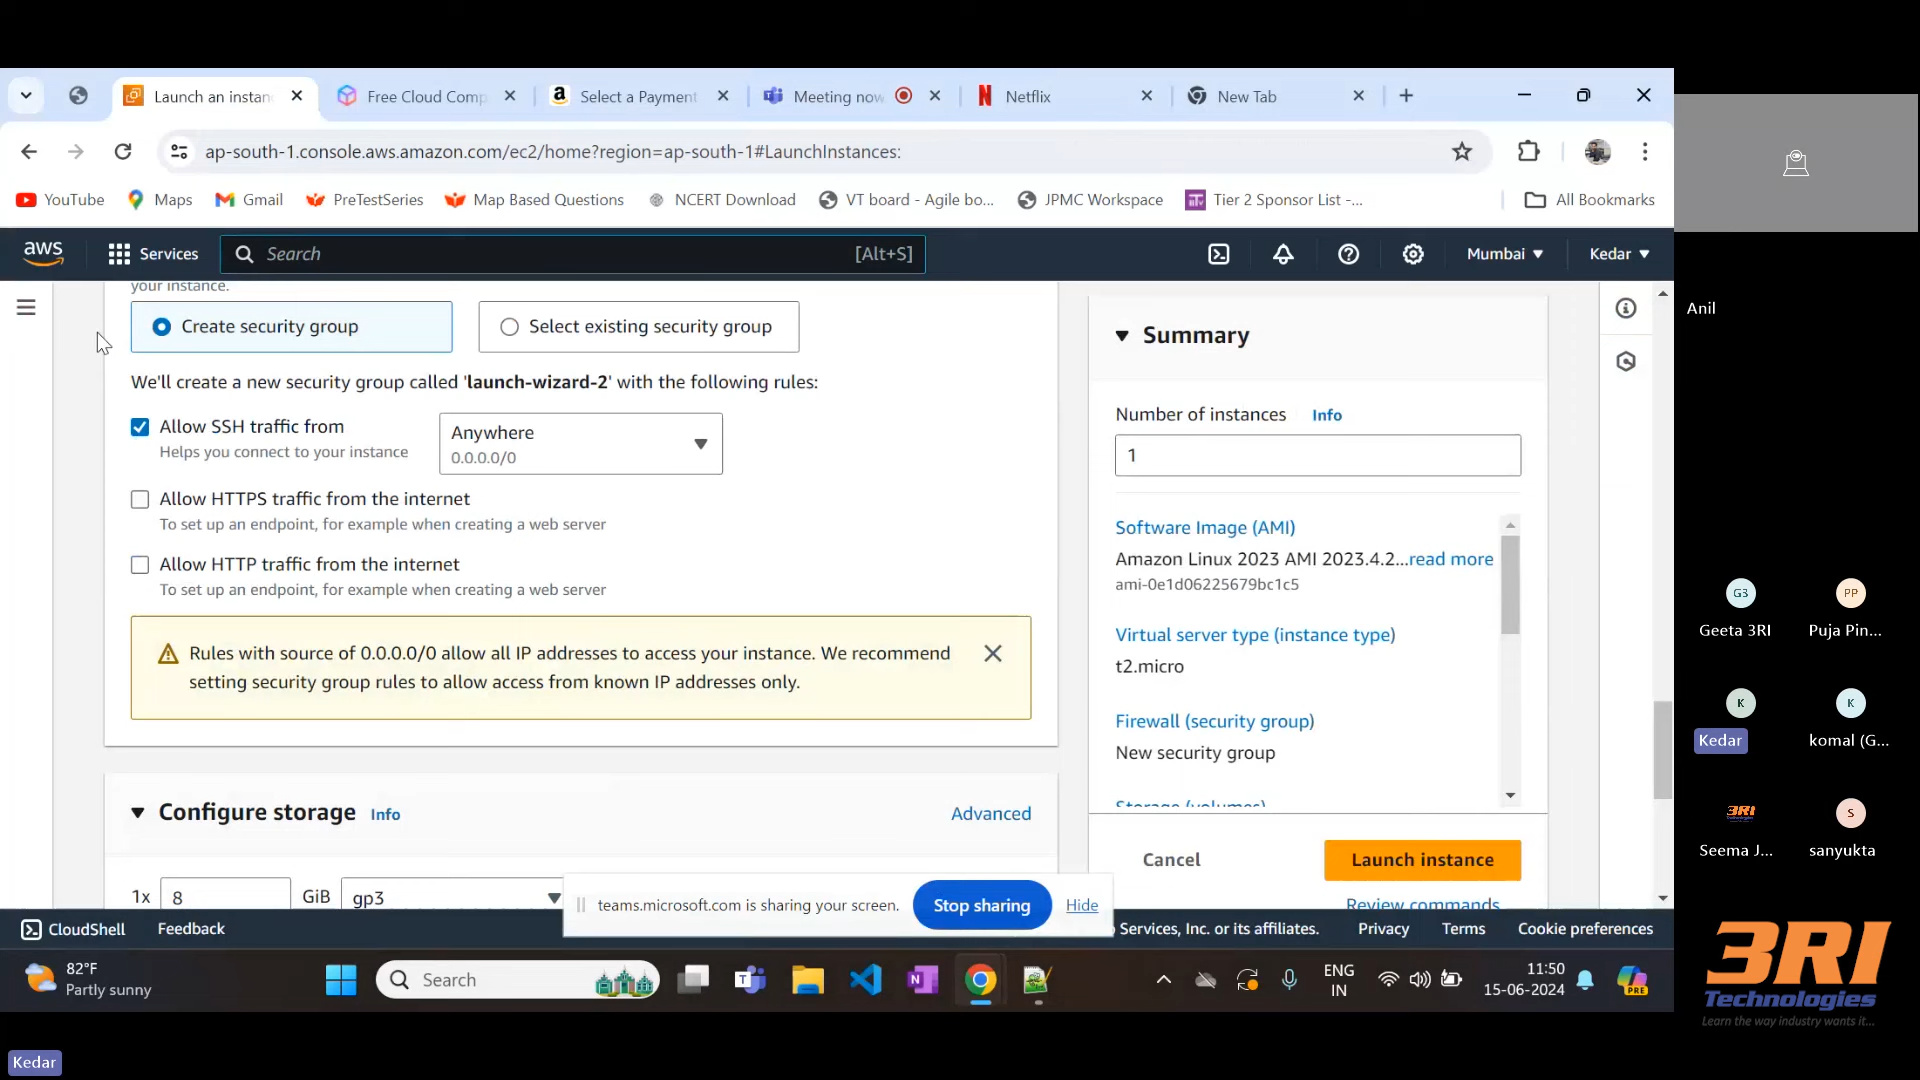 Launch an instan
Free Cloud Comp
Select a Payment
Meeting now
Netflix
New Tab
ap-south-1.console.aws.amazon.com/ec2/home?region=ap-south-1#LaunchInstances:
YouTube
Maps
Gmail
PreTestSeries
Map Based Questions
NCERT Download
VT board - Agile bo...
JPMC Workspace
Tier 2 Sponsor List -...
All Bookmarks
aws
Services
Search
[Alt+S]
Mumbai
Kedar
your instance.
Create security group
Select existing security group
We'll create a new security group called 'launch-wizard-2' with the following rules:
Allow SSH traffic from
Helps you connect to your instance
Anywhere
0.0.0.0/0
Allow HTTPS traffic from the internet
To set up an endpoint, for example when creating a web server
Allow HTTP traffic from the internet
To set up an endpoint, for example when creating a web server
Rules with source of 0.0.0.0/0 allow all IP addresses to access your instance. We recommend
setting security group rules to allow access from known IP addresses only.
Configure storage
Info
Advanced
1x
8
GiB
gp3
Summary
Number of instances
Info
1
Software Image (AMI)
Amazon Linux 2023 AMI 2023.4.2...read more
ami-0e1d06225679bc1c5
Virtual server type (instance type)
t2.micro
Firewall (security group)
New security group
Storage (volumes)
Cancel
Launch instance
Review commands
teams.microsoft.com is sharing your screen.
Stop sharing
Hide
CloudShell
Feedback
Services, Inc. or its affiliates.
Privacy
Terms
Cookie preferences
82°F
Partly sunny
Search
PRE
ENG
IN
11:50
15-06-2024
Anil
G3
Geeta 3RI
PP
Puja Pin...
K
Kedar
K
komal (G...
3RI
Seema J...
S
sanyukta
3RI
Technologies
Learn the way industry wants it...
Kedar